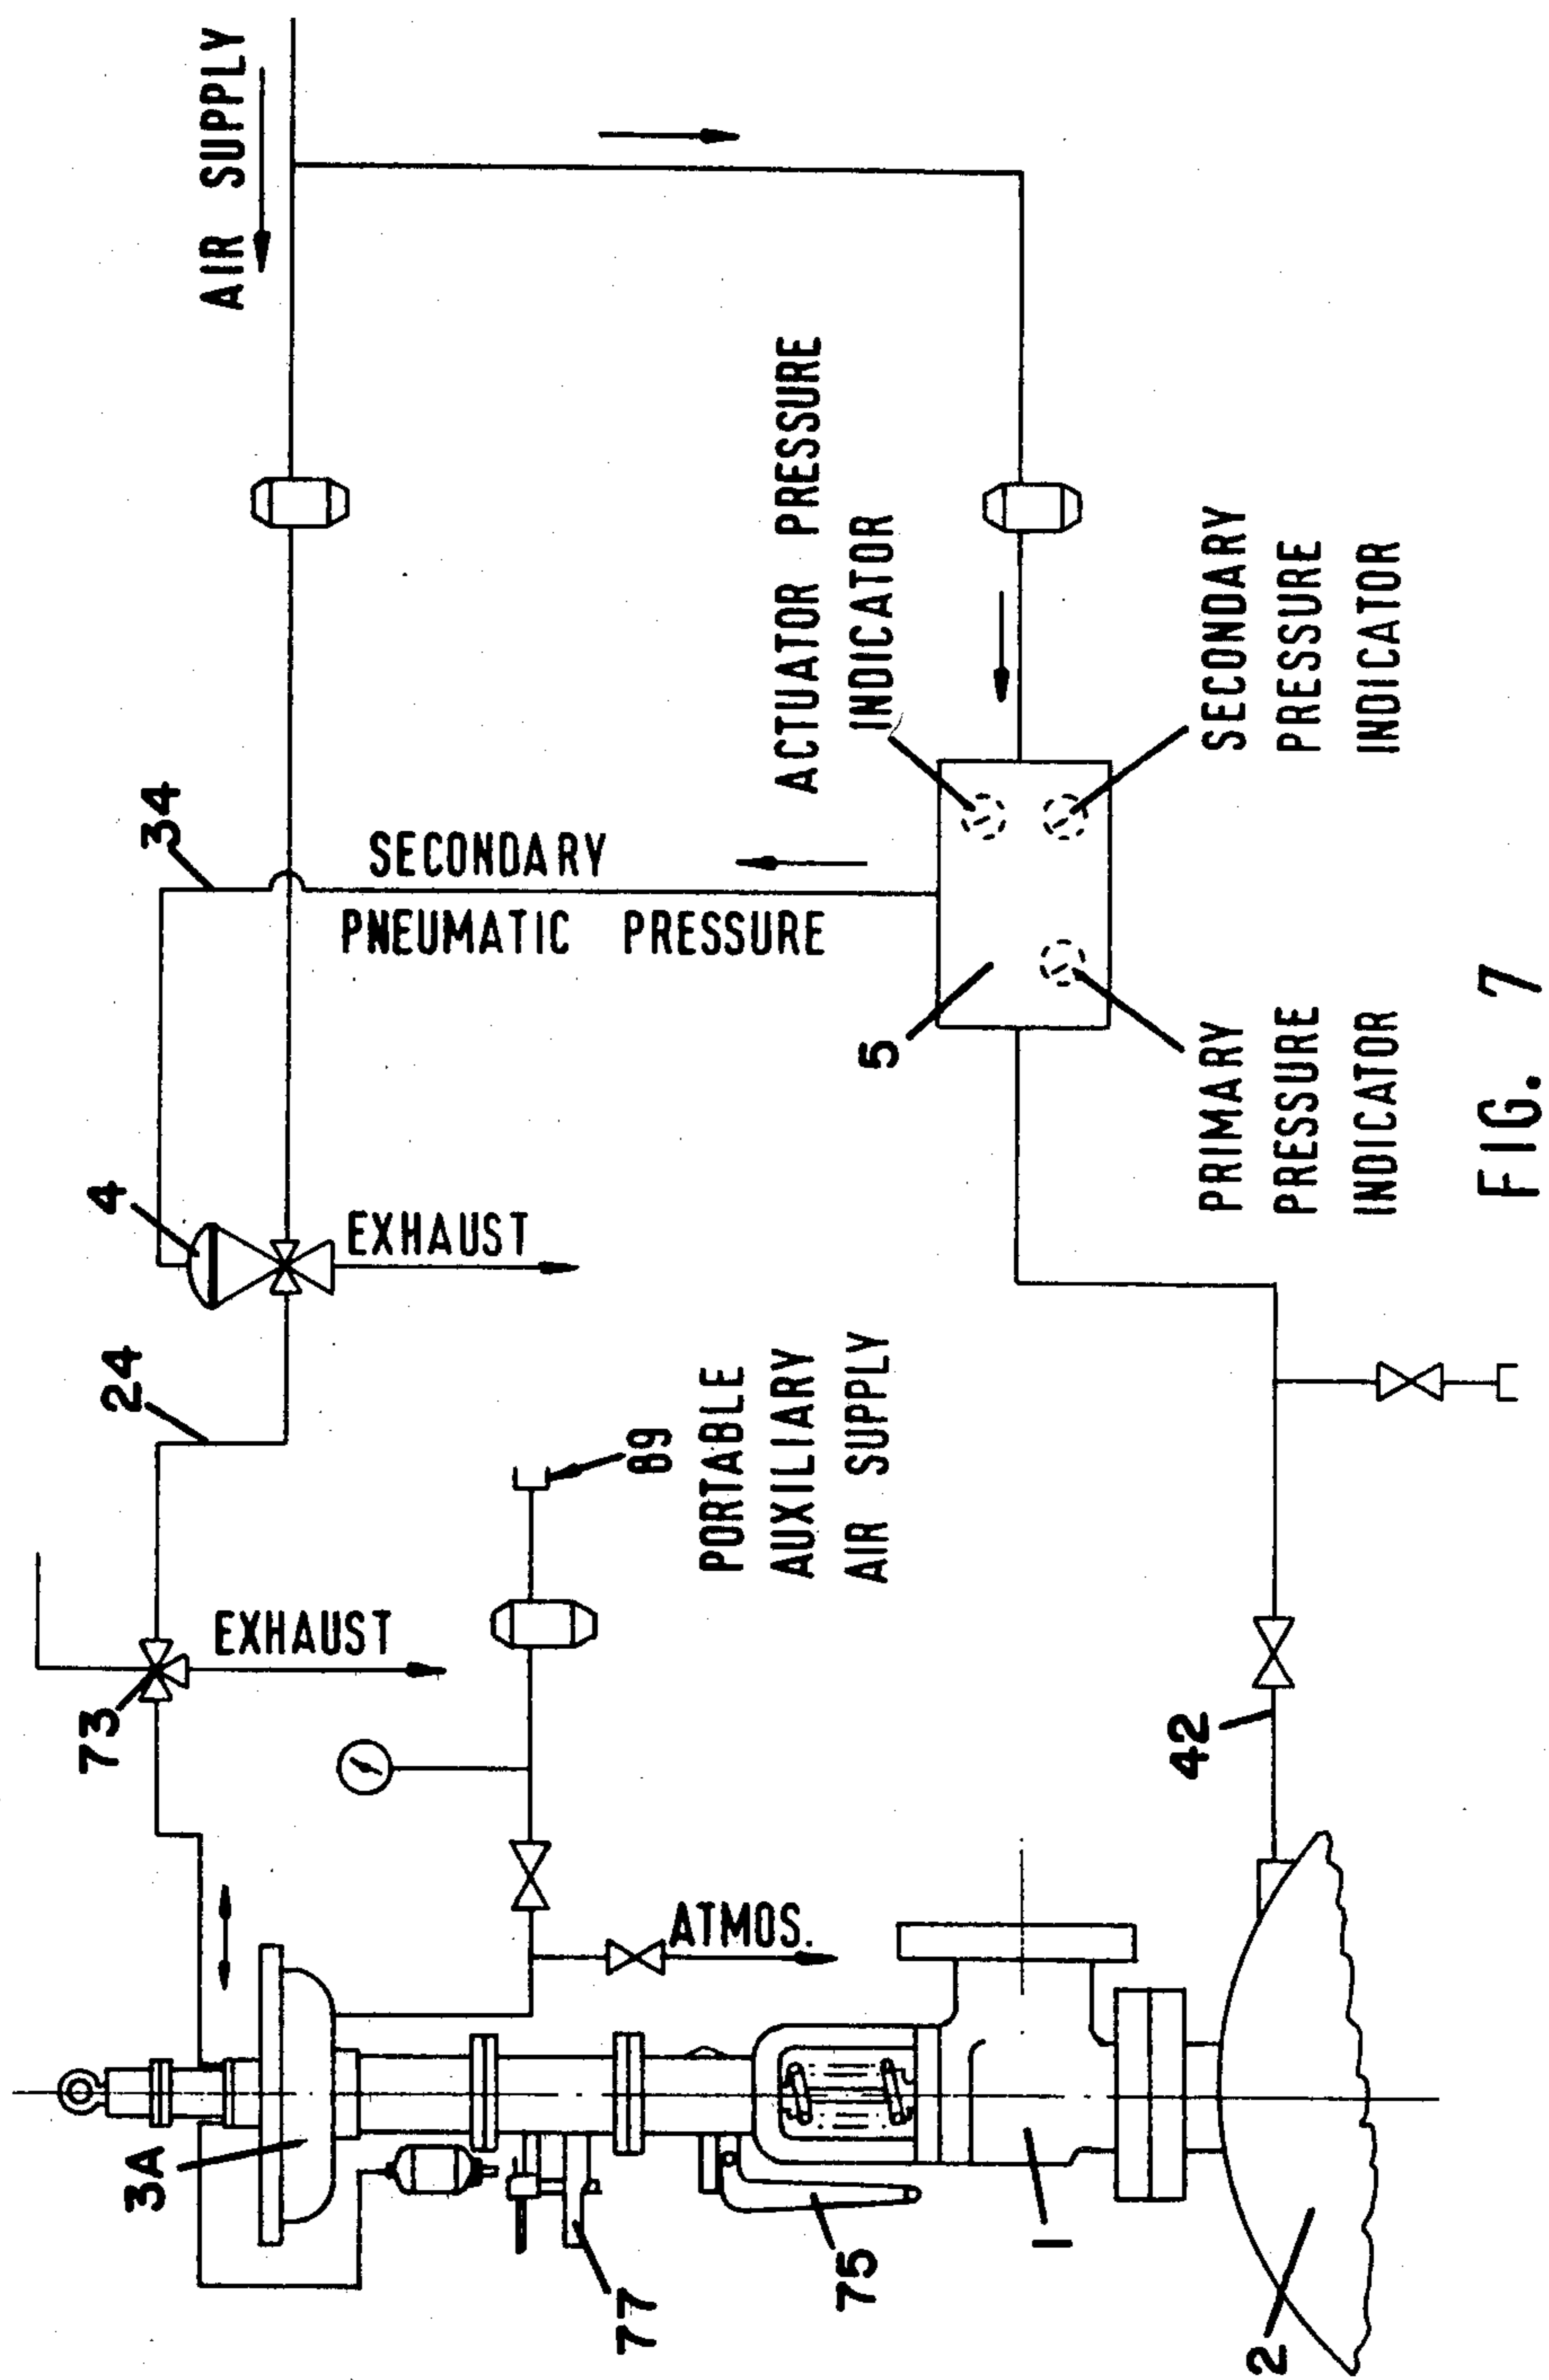 AIR SUPPLY
34
SECONDARY
PNEUMATIC PRESSURE
4
EXHAUST
24
73
EXHAUST
3A
77
75
ATMOS.
89
PORTABLE
AUXILIARY
AIR SUPPLY
ACTUATOR PRESSURE
INDICATOR
5
SECONDARY
PRESSURE
INDICATOR
PRIMARY
PRESSURE
INDICATOR
42
1
2
FIG. 7